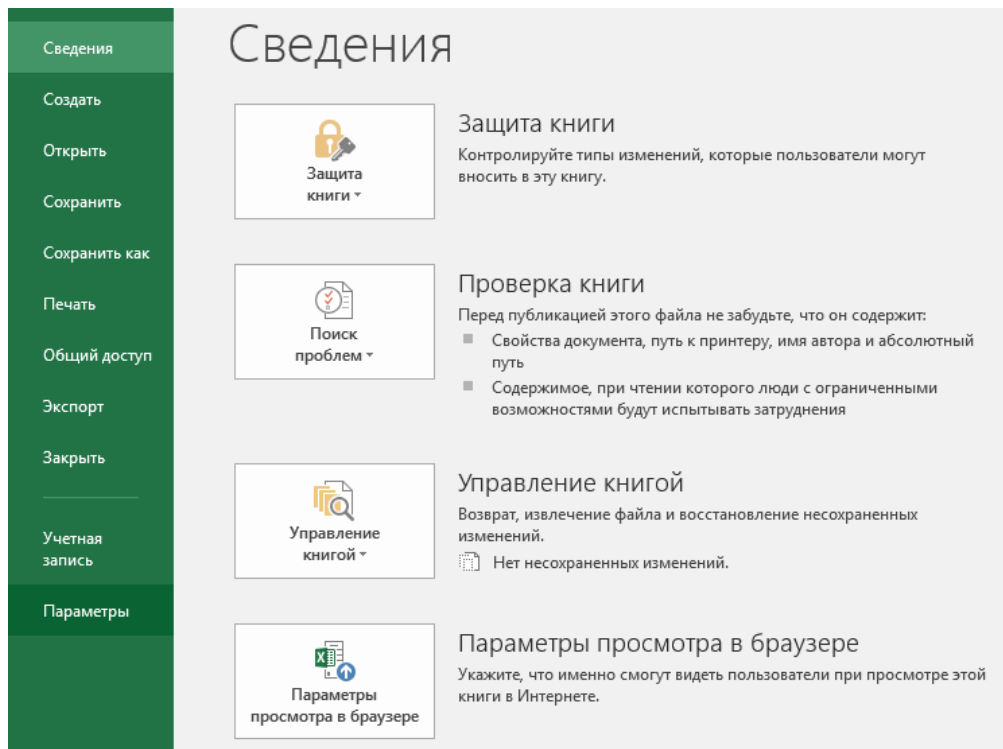 Сведения
Создать
Открыть
Сохранить
Сохранить как
Печать
Общий доступ
Экспорт
Закрыть
Учетная
запись
Параметры
Сведения
Защита
книги
Защита книги
Контролируйте типы изменений, которые пользователи могут
вносить в эту книгу.
Поиск
проблем
Проверка книги
Перед публикацией этого файла не забудьте, что он содержит:
Свойства документа, путь к принтеру, имя автора и абсолютный
путь
Содержимое, при чтении которого люди с ограниченными
возможностями будут испытывать затруднения
Управление
книгой
Управление книгой
Возврат, извлечение файла и восстановление несохраненных
изменений.
Нет несохраненных изменений.
Параметры
просмотра в браузере
Параметры просмотра в браузере
Укажите, что именно смогут видеть пользователи при просмотре этой
книги в Интернете.